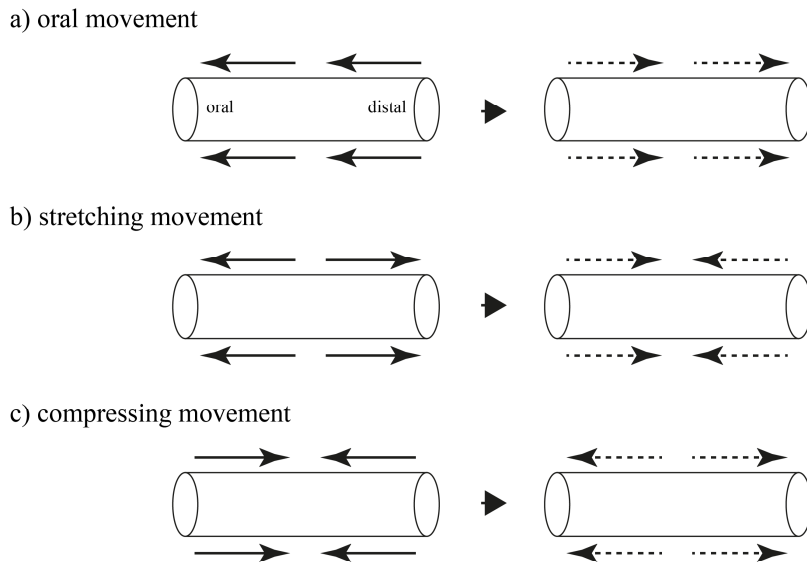 a) oral movement
oral distal
b) stretching movement
c) compressing movement